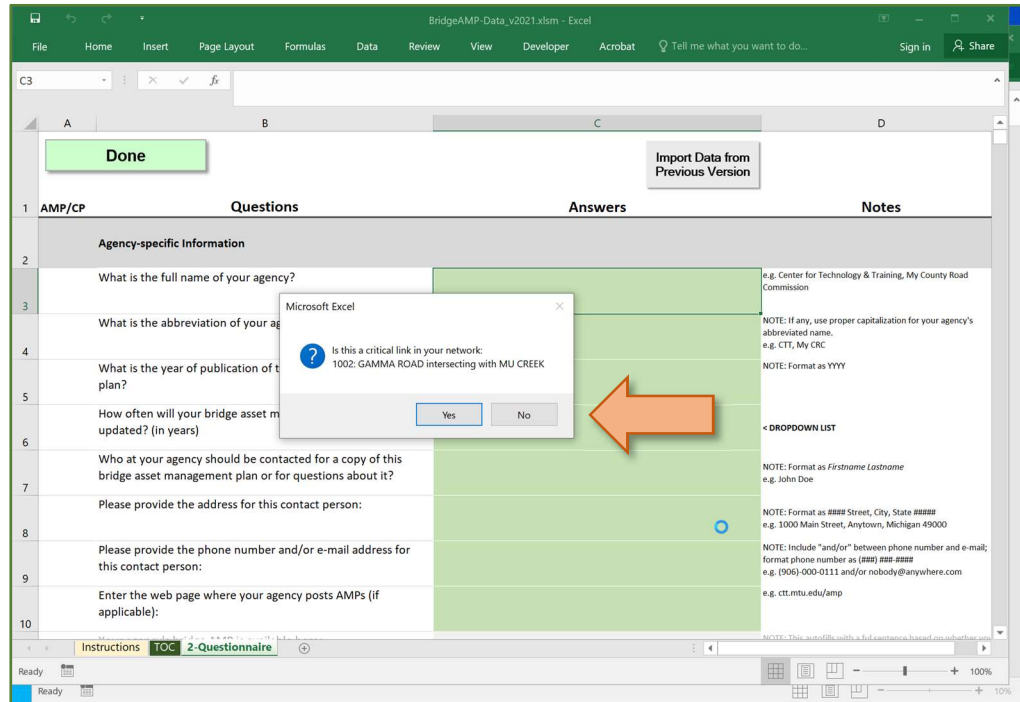 BridgeAMP-Data_v2021.xlsm - Excel
File Home Insert Page Layout Formulas Data Review View Developer Acrobat Tell me what you want to do... Sign in Share
C3 fx
A B C D
Done
Import Data from
Previous Version
1 AMP/CP Questions Answers Notes
2 Agency-specific Information
3 What is the full name of your agency?
e.g. Center for Technology & Training, My County Road
Commission
Microsoft Excel
Is this a critical link in your network:
1002: GAMMA ROAD intersecting with MU CREEK
Yes No
4 What is the abbreviation of your
NOTE: If any, use proper capitalization for your agency's
abbreviated name.
e.g. CTT, My CRC
5 What is the year of publication of
plan?
NOTE: Format as YYYY
6 How often will your bridge asset
updated? (in years)
< DROPDOWN LIST
7 Who at your agency should be contacted for a copy of this
bridge asset management plan or for questions about it?
NOTE: Format as Firstname Lastname
e.g. John Doe
8 Please provide the address for this contact person:
NOTE: Format as #### Street, City, State #####
e.g. 1000 Main Street, Anytown, Michigan 49000
9 Please provide the phone number and/or e-mail address for
this contact person:
NOTE: Include "and/or" between phone number and e-mail;
format phone number as (###) ###-####
e.g. (906)-000-0111 and/or nobody@anywhere.com
10 Enter the web page where your agency posts AMPs (if
applicable):
e.g. ctt.mtu.edu/amp
Instructions TOC 2-Questionnaire
Ready 100%
Ready 10%